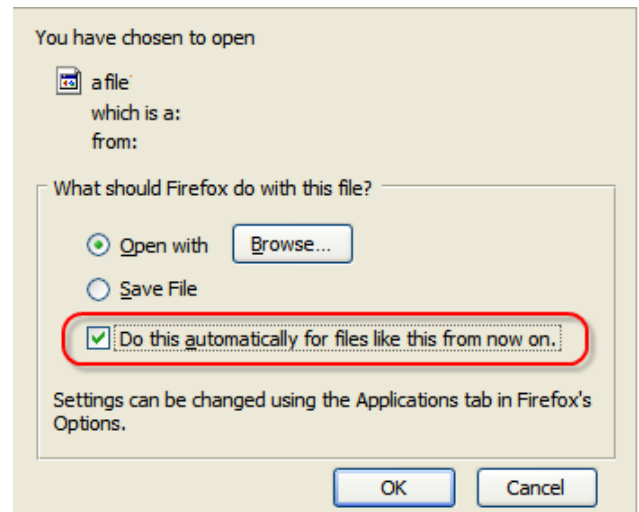 You have chosen to open
a file
which is a:
from:
What should Firefox do with this file?
Open with Browse...
Save File
Do this automatically for files like this from now on.
Settings can be changed using the Applications tab in Firefox's
Options.
OK Cancel